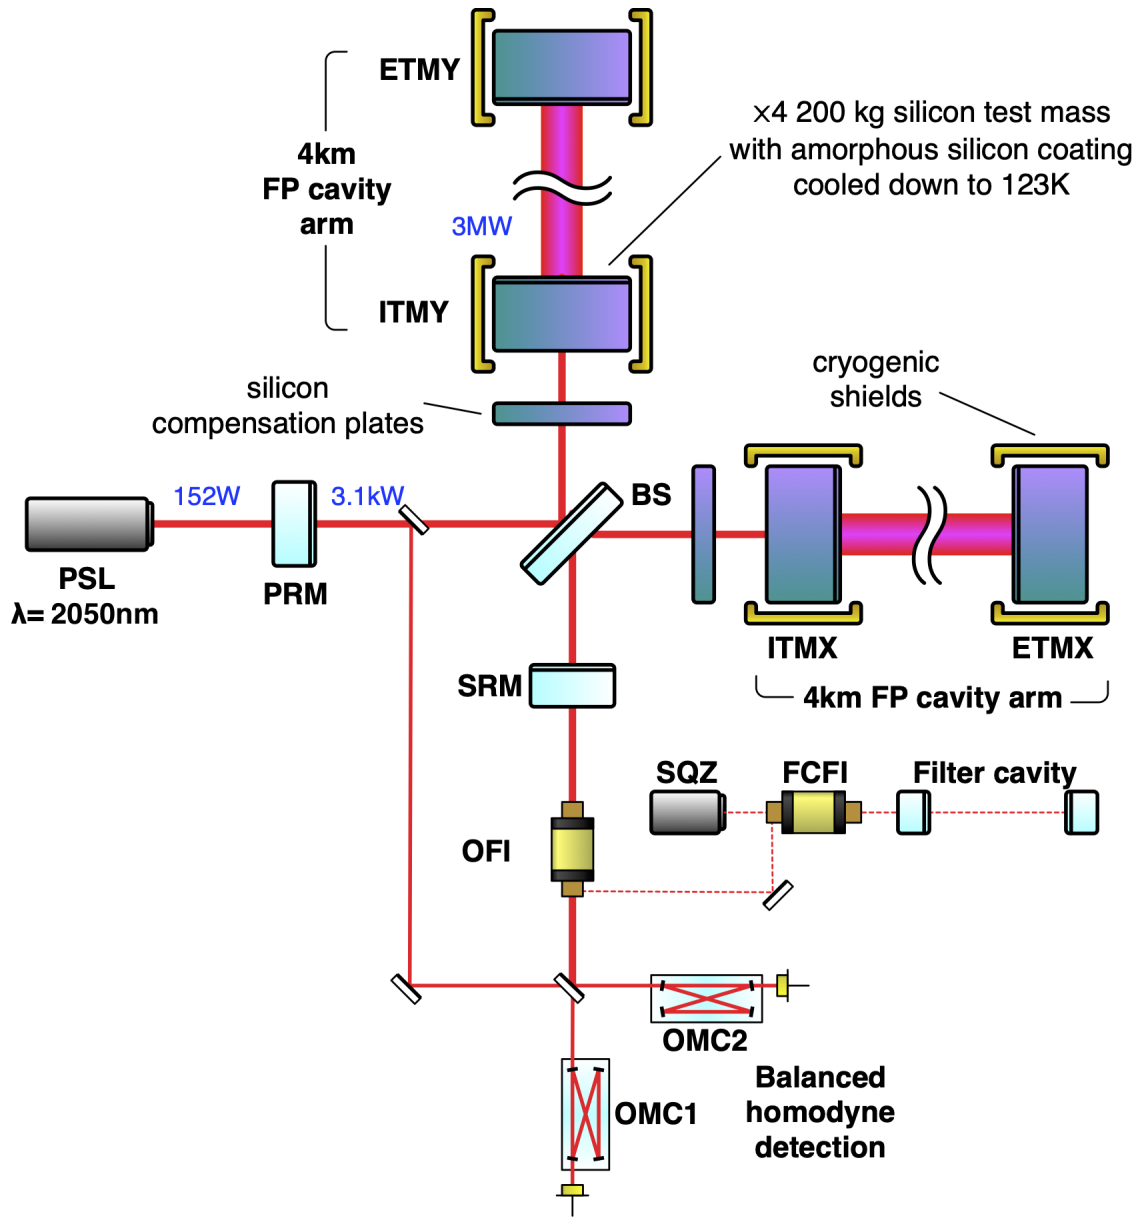 ETMY
4km
FP cavity
arm
×4 200 kg silicon test mass
with amorphous silicon coating
cooled down to 123K
3MW
ITMY
silicon
compensation plates
cryogenic
shields
152W
3.1kW
BS
PSL
λ= 2050nm
PRM
ITMX
ETMX
4km FP cavity arm
SRM
SQZ
FCFI
Filter cavity
OFI
OMC2
OMC1
Balanced
homodyne
detection